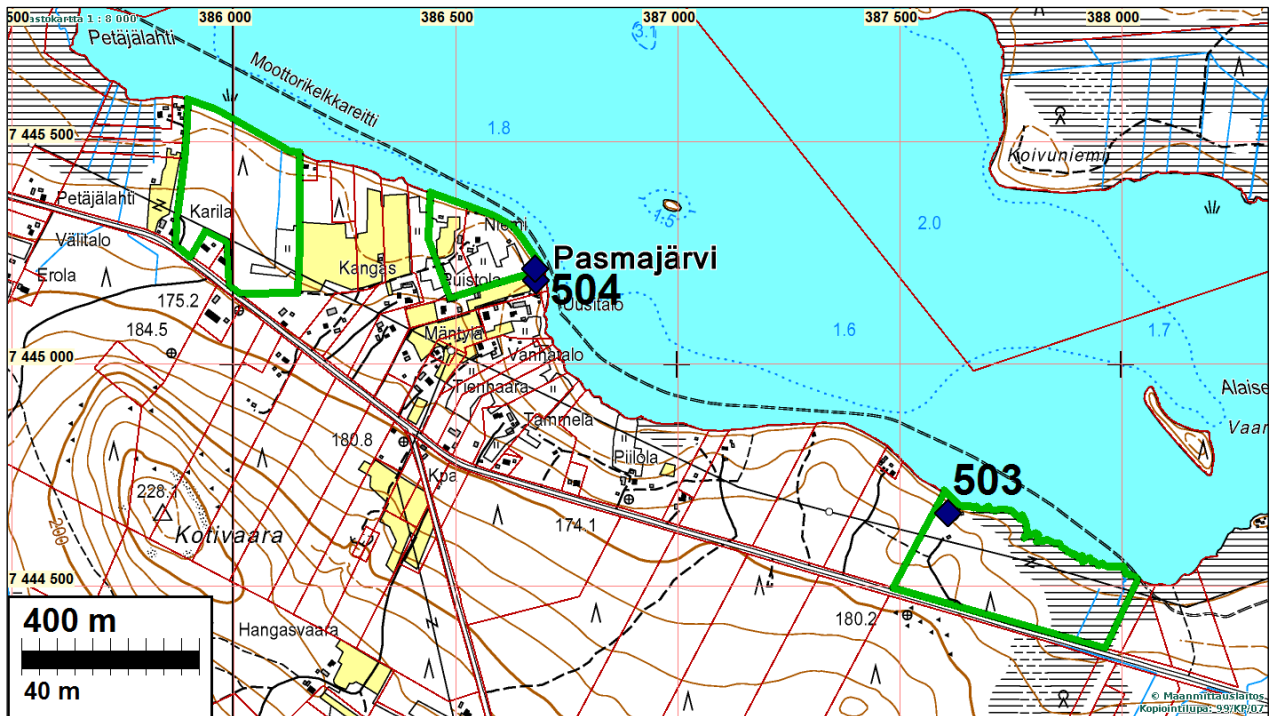 500
386 000
386 500
387 000
387 500
388 000
astokartta 1 : 8 000
Petäjälahti
Moottorikelkkareitti
3.1
1.8
7 445 500
Koivuniemi
Petäjälahti
Karila
Välitalo
Erola
Niemi
1.5
2.0
Kangas
Puistola
Pasmajärvi
504
Uusitalo
175.2
184.5
Mäntylä
1.6
1.7
Vanhatalo
7 445 000
Tienhaara
Alaise
Vaar
Tammela
180.8
Piilola
Kpa
503
228.1
200
Kotivaara
174.1
7 444 500
180.2
400 m
40 m
Hangasvaara
© Maanmittauslaitos
Kopiointilupa: 99/KP/07